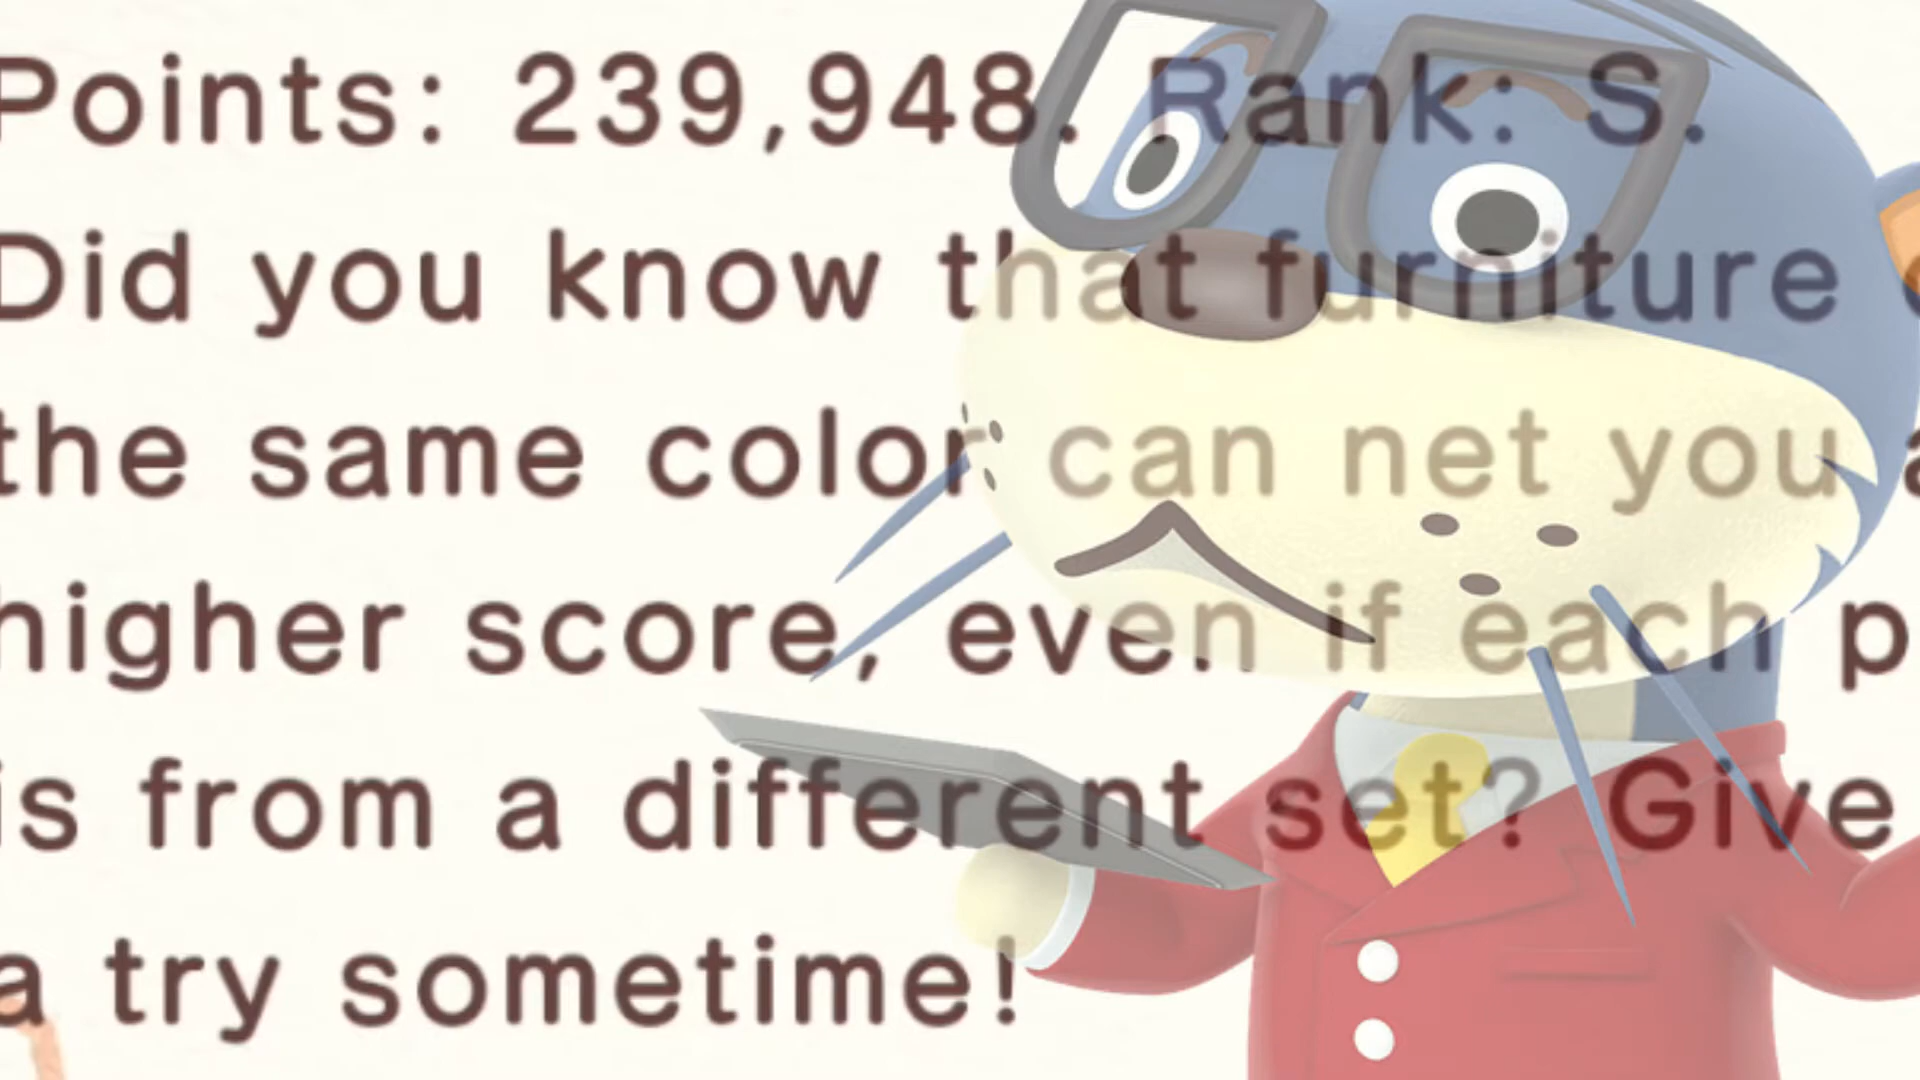 Points: 239,948. Rank: S.
Did you know that furniture
the same color can net you a
higher score, even if each p
is from a different set? Give
a try sometime!